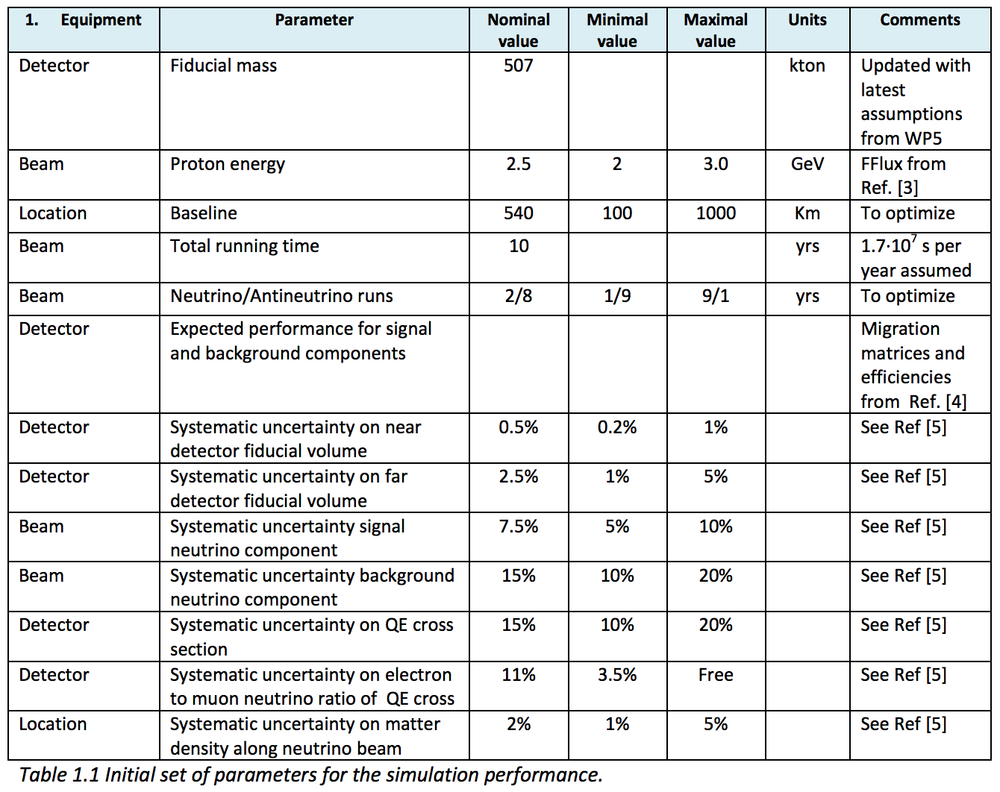 1. Equipment Parameter Nominal value Minimal value Maximal value Units Comments
Detector Fiducial mass 507 kton Updated with
latest
assumptions
from WP5
Beam Proton energy 2.5 2 3.0 GeV FFlux from
Ref. [3]
Location Baseline 540 100 1000 Km To optimize
Beam Total running time 10 yrs 1.7·10⁷ s per
year assumed
Beam Neutrino/Antineutrino runs 2/8 1/9 9/1 yrs To optimize
Detector Expected performance for signal Migration
and background components matrices and
efficiencies
from Ref. [4]
Detector Systematic uncertainty on near 0.5% 0.2% 1% See Ref [5]
detector fiducial volume
Detector Systematic uncertainty on far 2.5% 1% 5% See Ref [5]
detector fiducial volume
Beam Systematic uncertainty signal 7.5% 5% 10% See Ref [5]
neutrino component
Beam Systematic uncertainty background 15% 10% 20% See Ref [5]
neutrino component
Detector Systematic uncertainty on QE cross 15% 10% 20% See Ref [5]
section
Detector Systematic uncertainty on electron 11% 3.5% Free See Ref [5]
to muon neutrino ratio of QE cross
Location Systematic uncertainty on matter 2% 1% 5% See Ref [5]
density along neutrino beam
Table 1.1 Initial set of parameters for the simulation performance.